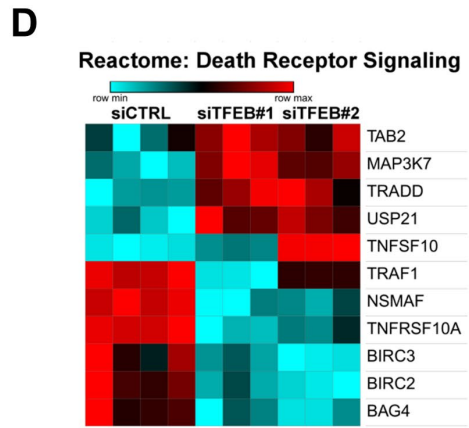 D
Reactome: Death Receptor Signaling
row min row max
siCTRL siTFEB#1 siTFEB#2
TAB2
MAP3K7
TRADD
USP21
TNFSF10
TRAF1
NSMAF
TNFRSF10A
BIRC3
BIRC2
BAG4